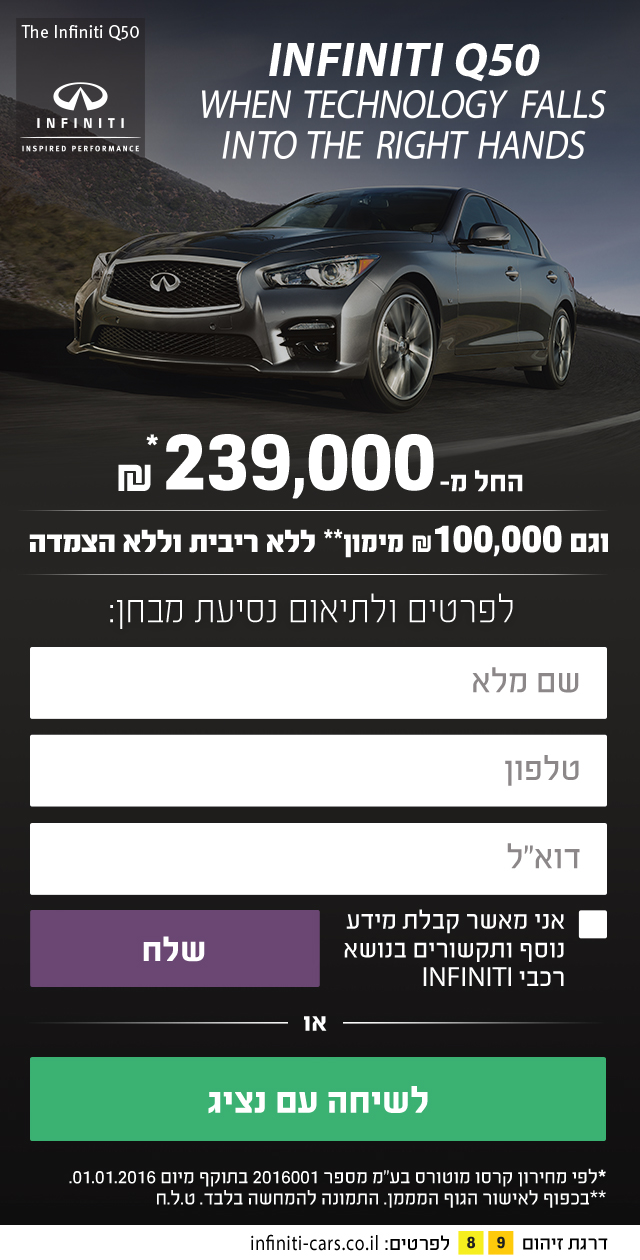 The Infiniti Q50
INFINITI
INSPIRED PERFORMANCE
INFINITI Q50
WHEN TECHNOLOGY FALLS
INTO THE RIGHT HANDS
החל מ- 239,000* ₪
וגם 100,000₪ מימון** ללא ריבית וללא הצמדה
לפרטים ולתיאום נסיעת מבחן:
שם מלא
טלפון
דוא"ל
אני מאשר קבלת מידע
נוסף ותקשורים בנושא
רכבי INFINITI
שלח
או
לשיחה עם נציג
*לפי מחירון קרסו מוטורס בע"מ מספר 2016001 בתוקף מיום 01.01.2016.
**בכפוף לאישור הגוף המממן. התמונה להמחשה בלבד. ט.ל.ח
דרגת זיהום 9 8 לפרטים: infiniti-cars.co.il